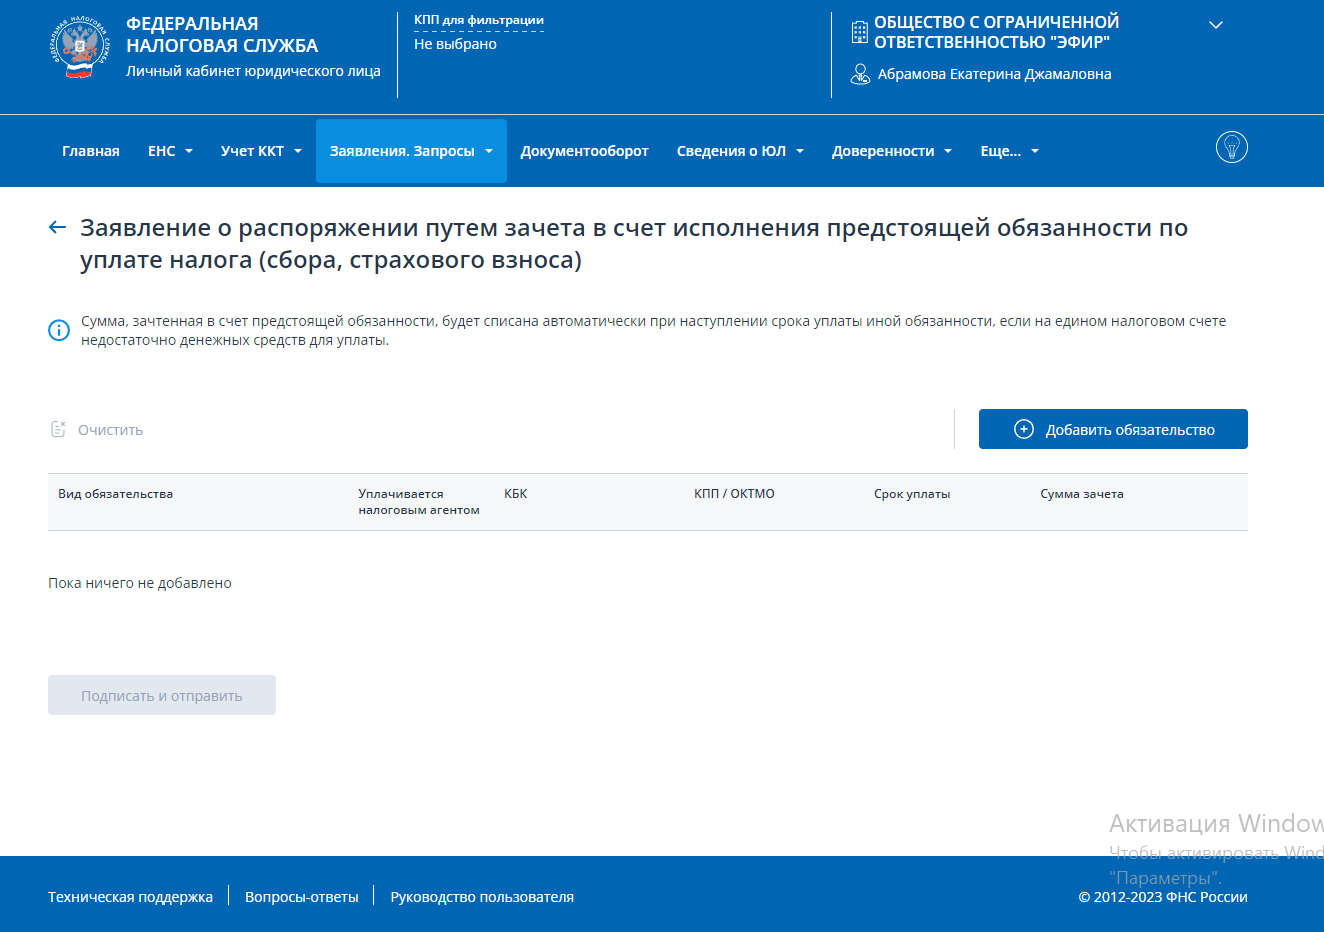 ФЕДЕРАЛЬНАЯ
НАЛОГОВАЯ СЛУЖБА
Личный кабинет юридического лица
КПП для фильтрации
Не выбрано
ОБЩЕСТВО С ОГРАНИЧЕННОЙ
ОТВЕТСТВЕННОСТЬЮ "ЭФИР"
Абрамова Екатерина Джамаловна
Главная ЕНС Учет ККТ Заявления. Запросы Документооборот Сведения о ЮЛ Доверенности Еще...
Заявление о распоряжении путем зачета в счет исполнения предстоящей обязанности по
уплате налога (сбора, страхового взноса)
Сумма, зачтенная в счет предстоящей обязанности, будет списана автоматически при наступлении срока уплаты иной обязанности, если на едином налоговом счете
недостаточно денежных средств для уплаты.
Очистить
Добавить обязательство
Вид обязательства
Уплачивается
налоговым агентом
КБК
КПП / ОКТМО
Срок уплаты
Сумма зачета
Пока ничего не добавлено
Подписать и отправить
Активация Window
Чтобы активировать Wind
"Параметры".
Техническая поддержка Вопросы-ответы Руководство пользователя
© 2012-2023 ФНС России